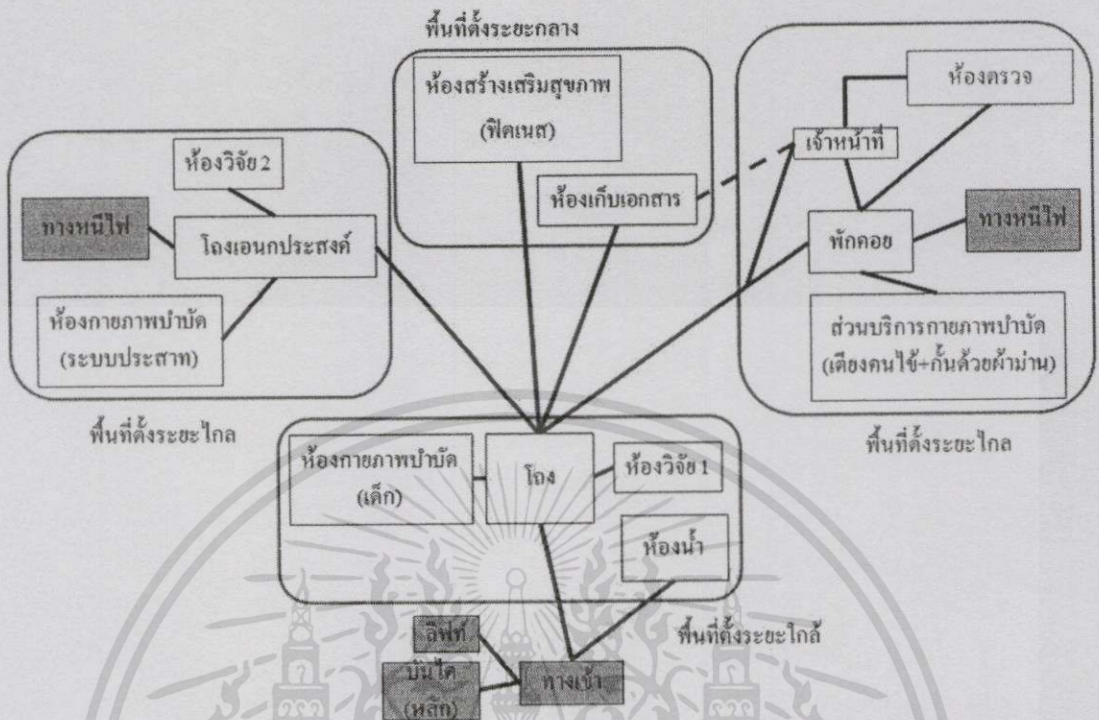 พื้นที่ตั้งระยะกลาง
ห้องสร้างเสริมสุขภาพ
(ฟิตเนส)
ห้องเก็บเอกสาร
ห้องตรวจ
เจ้าหน้าที่
พักคอย
ทางหนีไฟ
ส่วนบริการกายภาพบำบัด
(เตียงคนไข้+กั้นด้วยผ้าม่าน)
พื้นที่ตั้งระยะไกล
ห้องวิจัย 2
ทางหนีไฟ
โถงเอนกประสงค์
ห้องกายภาพบำบัด
(ระบบประสาท)
พื้นที่ตั้งระยะไกล
ห้องกายภาพบำบัด
(เด็ก)
โถง
ห้องวิจัย 1
ห้องน้ำ
พื้นที่ตั้งระยะใกล้
ลิฟท์
บันได
(หลัก)
ทางเข้า